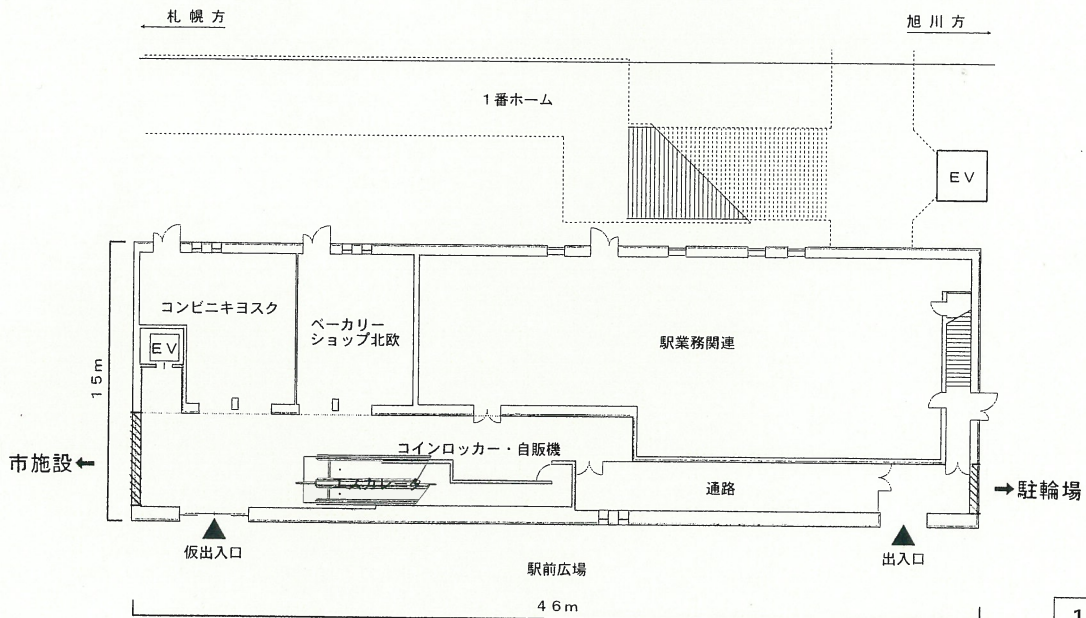 札幌方
旭川方
1番ホーム
EV
コンビニキヨスク
ベーカリー
ショップ北欧
駅業務関連
EV
15m
コインロッカー・自販機
市施設←
エスカレータ
通路
→駐輪場
仮出入口
出入口
駅前広場
46m
1